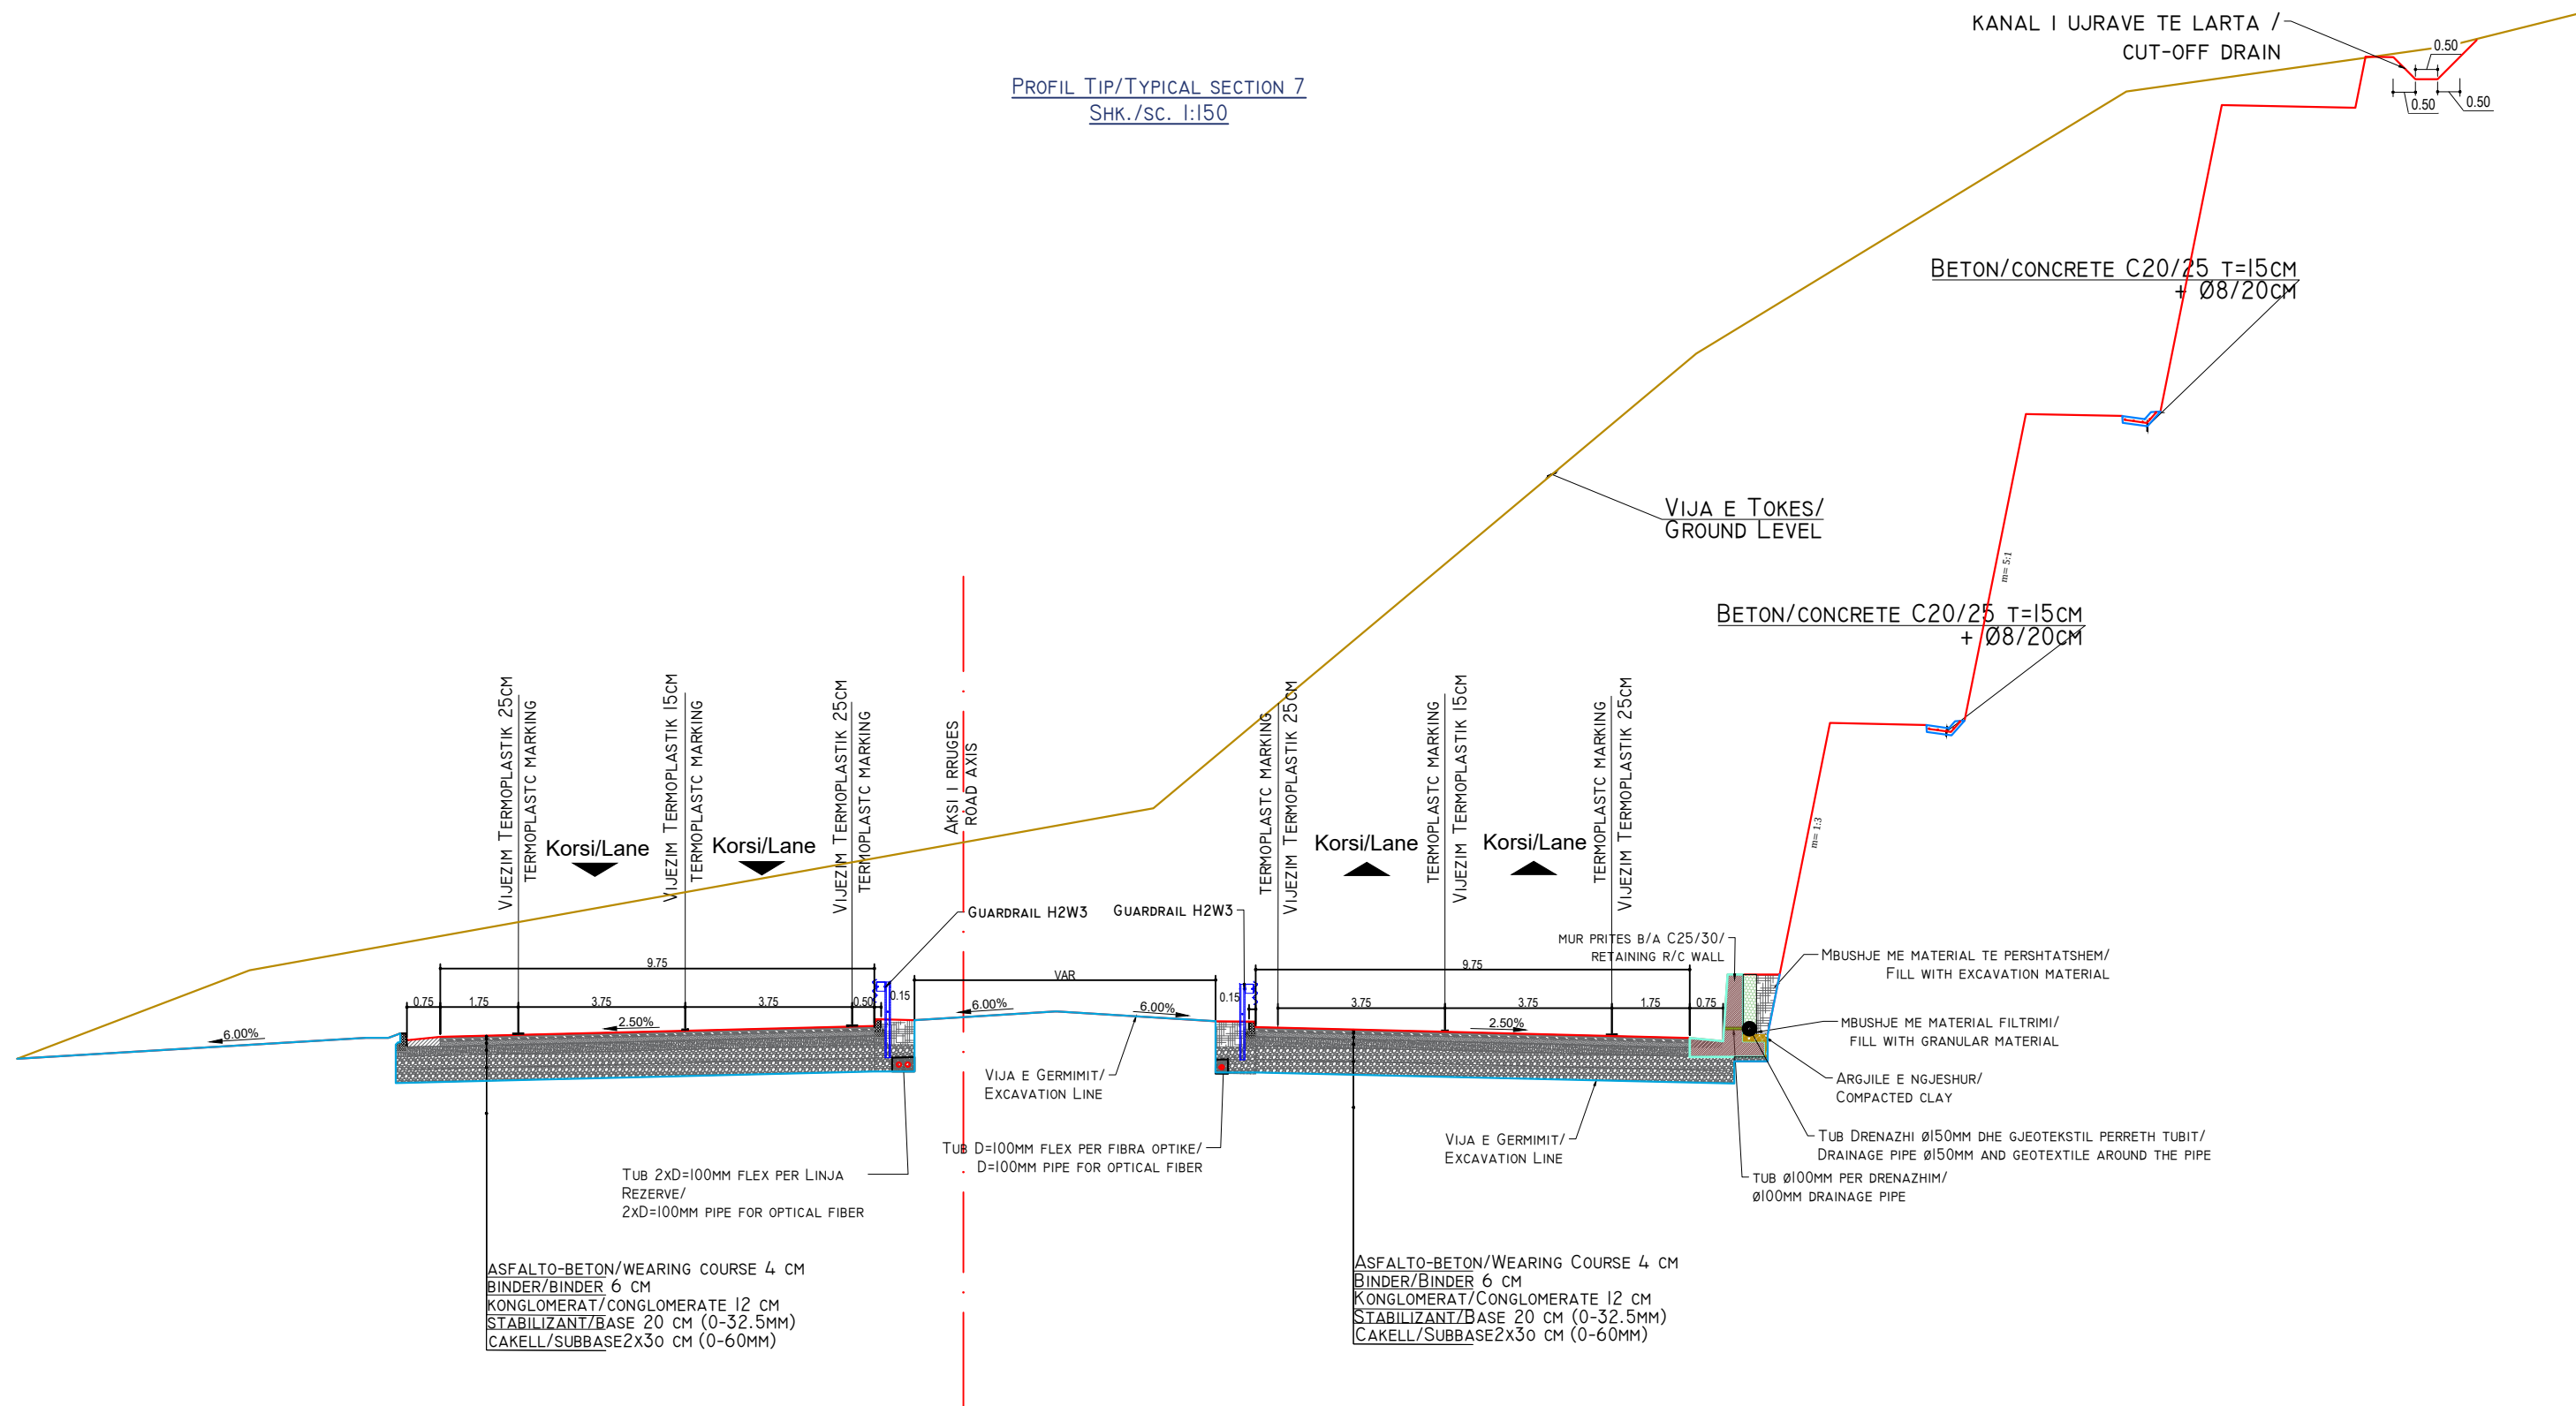 KANAL I UJRAVE TE LARTA /
CUT-OFF DRAIN
0.50
0.50
0.50
PROFIL TIP/TYPICAL SECTION 7
SHK./SC. 1:150
BETON/CONCRETE C20/25 T=15CM
+ Ø8/20CM
VIJA E TOKES/
GROUND LEVEL
m= 5:1
BETON/CONCRETE C20/25 T=15CM
+ Ø8/20CM
VIJEZIM TERMOPLASTIK 25CM
TERMOPLASTC MARKING
VIJEZIM TERMOPLASTIK 15CM
TERMOPLASTC MARKING
VIJEZIM TERMOPLASTIK 25CM
TERMOPLASTC MARKING
AKSI I RRUGES
ROAD AXIS
TERMOPLASTC MARKING
VIJEZIM TERMOPLASTIK 25CM
TERMOPLASTC MARKING
VIJEZIM TERMOPLASTIK 15CM
TERMOPLASTC MARKING
VIJEZIM TERMOPLASTIK 25CM
Korsi/Lane
Korsi/Lane
Korsi/Lane
Korsi/Lane
m= 1:3
GUARDRAIL H2W3
GUARDRAIL H2W3
MUR PRITES B/A C25/30/
RETAINING R/C WALL
MBUSHJE ME MATERIAL TE PERSHTATSHEM/
FILL WITH EXCAVATION MATERIAL
9.75
VAR
9.75
0.75
1.75
3.75
3.75
0.50
0.15
0.15
3.75
3.75
1.75
0.75
6.00%
2.50%
6.00%
6.00%
2.50%
MBUSHJE ME MATERIAL FILTRIMI/
FILL WITH GRANULAR MATERIAL
VIJA E GERMIMIT/
EXCAVATION LINE
ARGJILE E NGJESHUR/
COMPACTED CLAY
TUB D=100MM FLEX PER FIBRA OPTIKE/
D=100MM PIPE FOR OPTICAL FIBER
VIJA E GERMIMIT/
EXCAVATION LINE
TUB DRENAZHI Ø150MM DHE GJEOTEKSTIL PERRETH TUBIT/
DRAINAGE PIPE Ø150MM AND GEOTEXTILE AROUND THE PIPE
TUB 2XD=100MM FLEX PER LINJA
REZERVE/
2XD=100MM PIPE FOR OPTICAL FIBER
TUB Ø100MM PER DRENAZHIM/
Ø100MM DRAINAGE PIPE
ASFALTO-BETON/WEARING COURSE 4 CM
BINDER/BINDER 6 CM
KONGLOMERAT/CONGLOMERATE 12 CM
STABILIZANT/BASE 20 CM (0-32.5MM)
CAKELL/SUBBASE2X30 CM (0-60MM)
ASFALTO-BETON/WEARING COURSE 4 CM
BINDER/BINDER 6 CM
KONGLOMERAT/CONGLOMERATE 12 CM
STABILIZANT/BASE 20 CM (0-32.5MM)
CAKELL/SUBBASE2X30 CM (0-60MM)